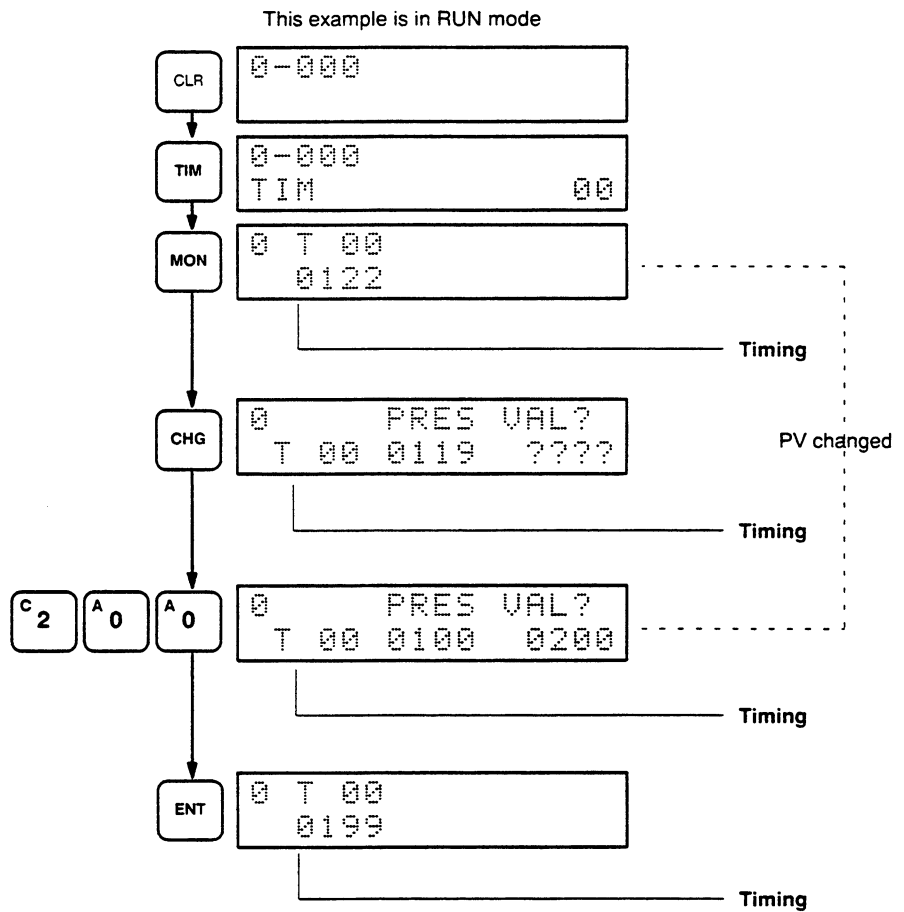 This example is in RUN mode
CLR
0-000
TIM
0-000
TIM 00
MON
0 T 00
0122
Timing
CHG
0 PRES VAL?
T 00 0119 ????
PV changed
Timing
C 2 A 0 A 0
0 PRES VAL?
T 00 0100 0200
Timing
ENT
0 T 00
0199
Timing